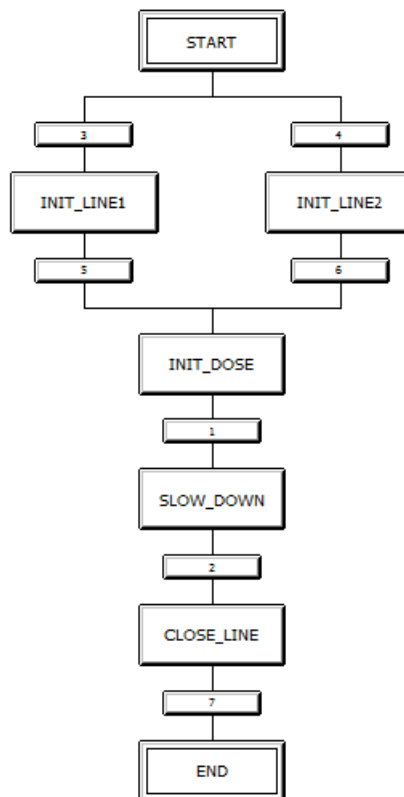 START
3
4
INIT_LINE1
INIT_LINE2
5
6
INIT_DOSE
1
SLOW_DOWN
2
CLOSE_LINE
7
END